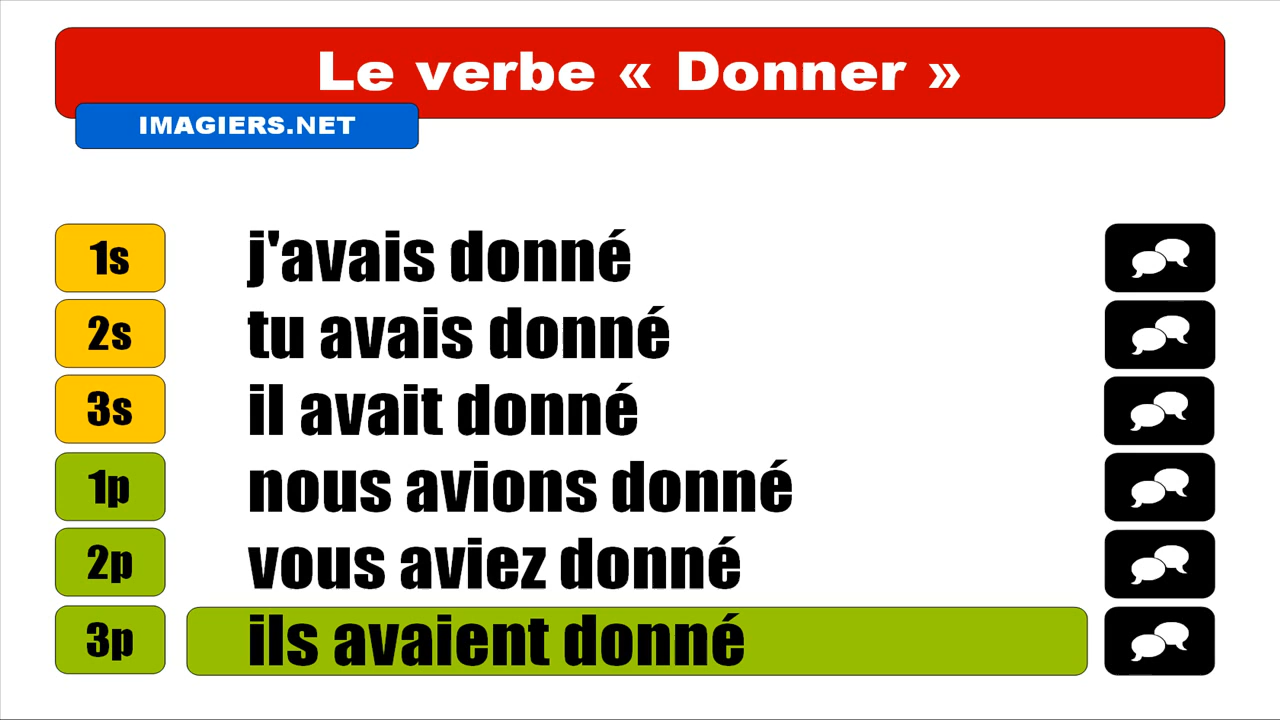 Le verbe « Donner »
IMAGIERS.NET
1s j'avais donné
2s tu avais donné
3s il avait donné
1p nous avions donné
2p vous aviez donné
3p ils avaient donné